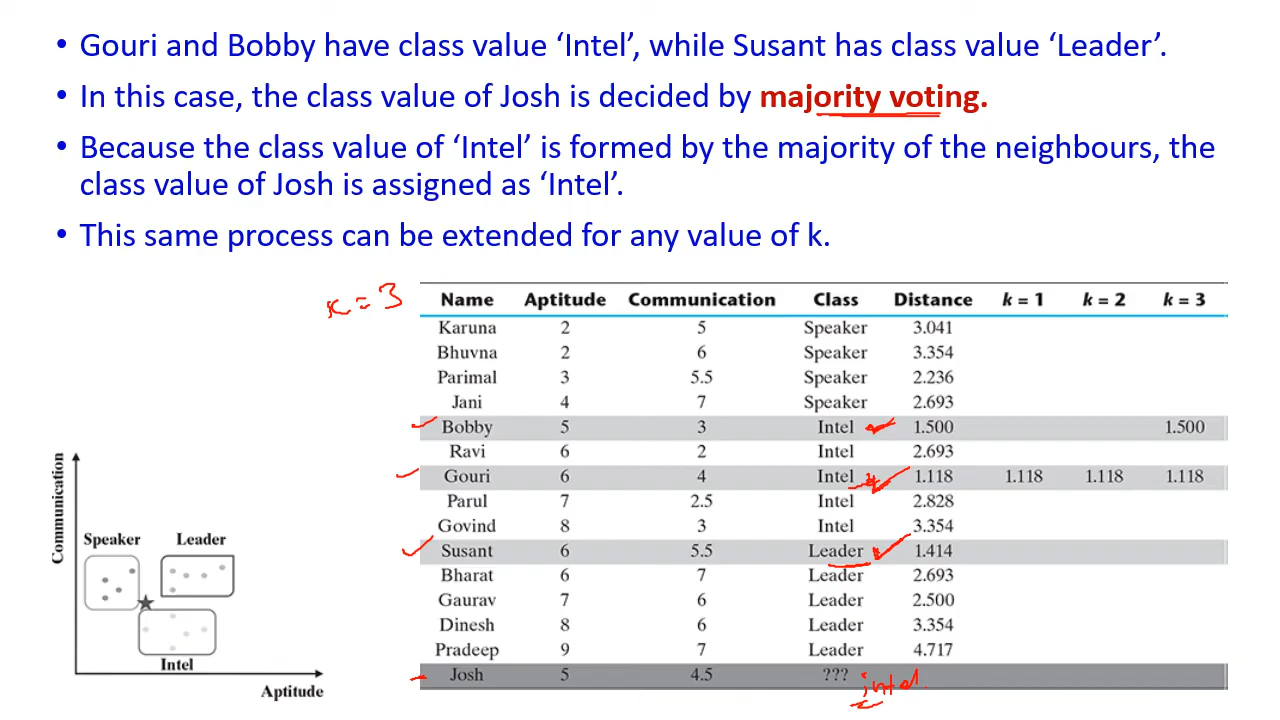 • Gouri and Bobby have class value ‘Intel’, while Susant has class value ‘Leader’.
• In this case, the class value of Josh is decided by majority voting.
• Because the class value of ‘Intel’ is formed by the majority of the neighbours, the
class value of Josh is assigned as ‘Intel’.
• This same process can be extended for any value of k.
K = 3
Name Aptitude Communication Class Distance k = 1 k = 2 k = 3
Karuna 2 5 Speaker 3.041
Bhuvna 2 6 Speaker 3.354
Parimal 3 5.5 Speaker 2.236
Jani 4 7 Speaker 2.693
Bobby 5 3 Intel 1.500 1.500
Ravi 6 2 Intel 2.693
Gouri 6 4 Intel 1.118 1.118 1.118 1.118
Parul 7 2.5 Intel 2.828
Govind 8 3 Intel 3.354
Susant 6 5.5 Leader 1.414
Bharat 6 7 Leader 2.693
Gaurav 7 6 Leader 2.500
Dinesh 8 6 Leader 3.354
Pradeep 9 7 Leader 4.717
Josh 5 4.5 ???
intel
Communication
Speaker Leader
Intel
Aptitude